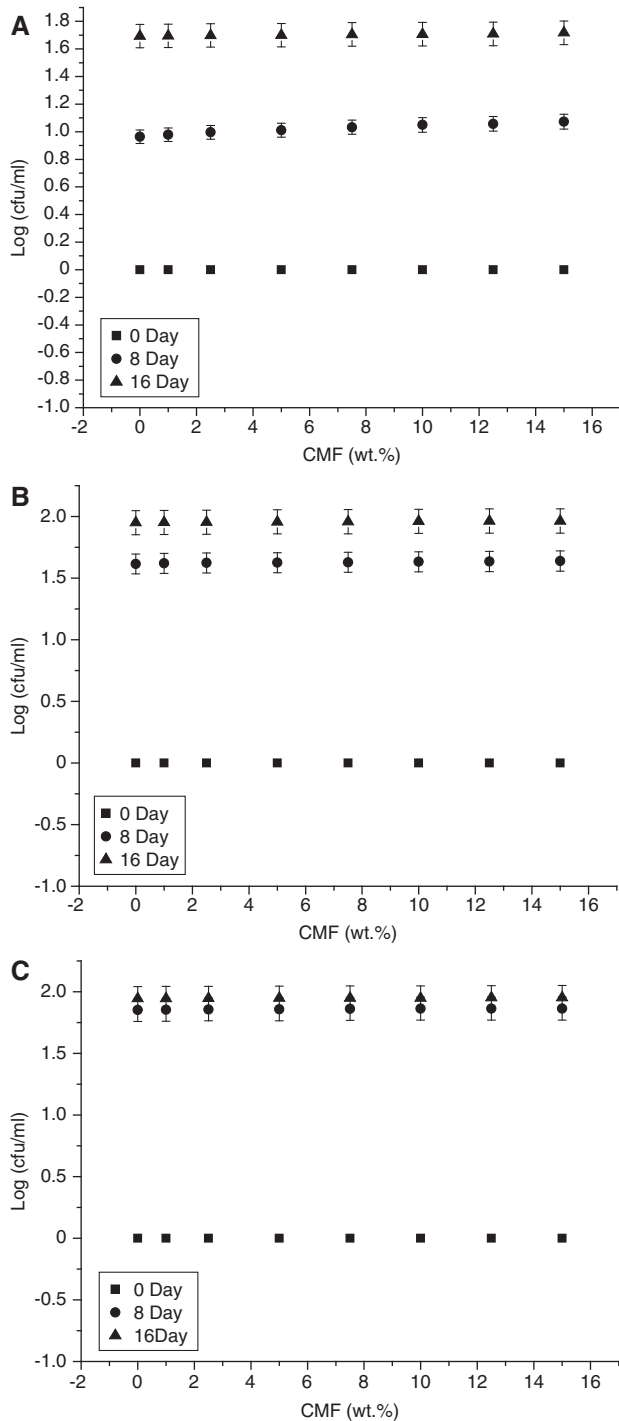 A
1.8
1.6
1.4
1.2
1.0
0.8
0.6
0.4
0.2
0
-0.2
-0.4
-0.6
-0.8
-1.0
Log (cfu/ml)
0 Day
8 Day
16 Day
-2 0 2 4 6 8 10 12 14 16
CMF (wt.%)
B
2.0
1.5
1.0
0.5
0
-0.5
-1.0
Log (cfu/ml)
0 Day
8 Day
16 Day
-2 0 2 4 6 8 10 12 14 16
CMF (wt.%)
C
2.0
1.5
1.0
0.5
0
-0.5
-1.0
Log (cfu/ml)
0 Day
8 Day
16Day
-2 0 2 4 6 8 10 12 14 16
CMF (wt.%)